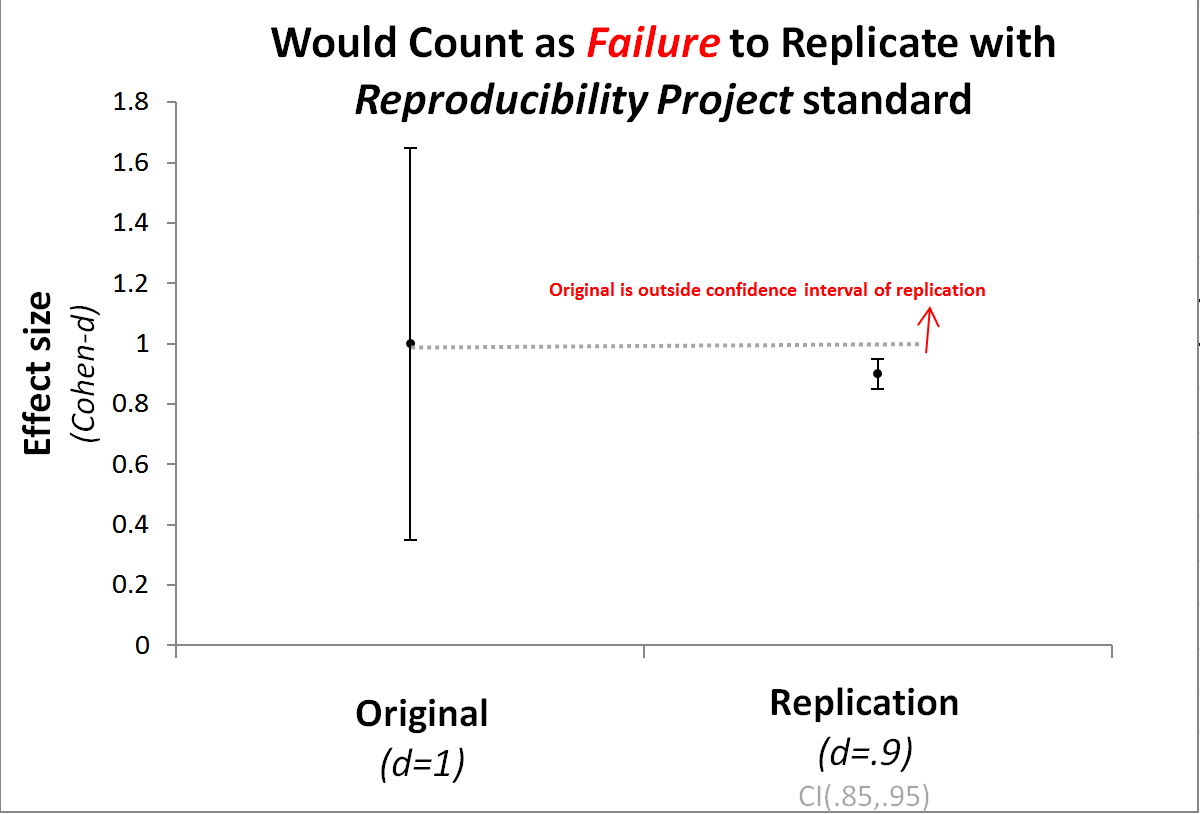 Would Count as Failure to Replicate with
Reproducibility Project standard
1.8
1.6
1.4
1.2
1
0.8
0.6
0.4
0.2
0
Effect size
(Cohen-d)
Original is outside confidence interval of replication
Original
(d=1)
Replication
(d=.9)
CI(.85,.95)